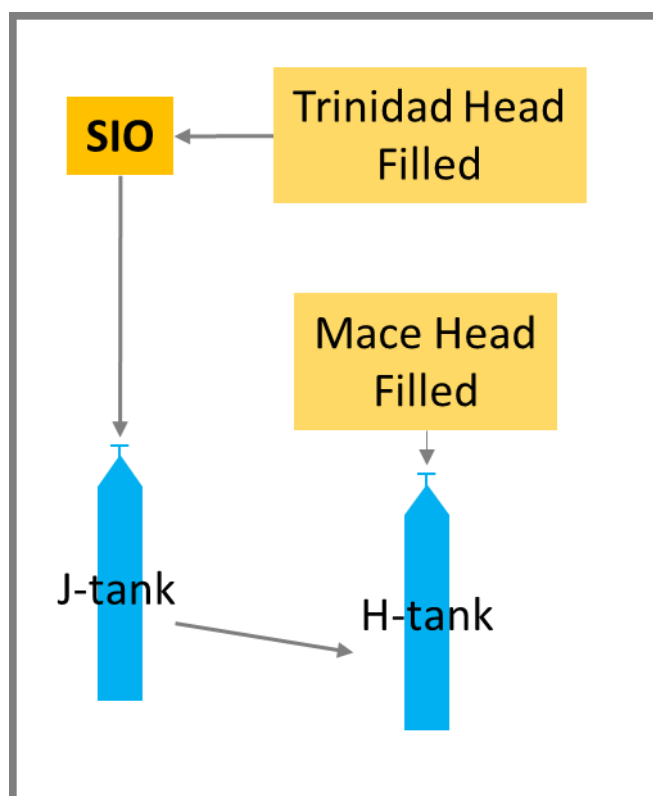 SIO
Trinidad Head
Filled
Mace Head
Filled
J-tank
H-tank